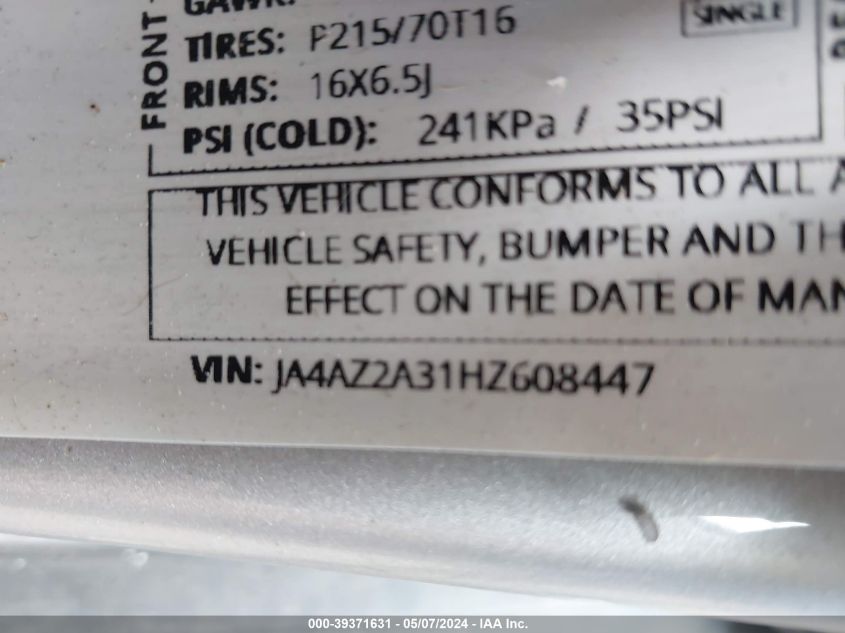 GAWR:
FRONT
TIRES: P215/70T16
SINGLE
RIMS: 16X6.5J
PSI (COLD): 241KPa / 35PSI
THIS VEHICLE CONFORMS TO ALL A
VEHICLE SAFETY, BUMPER AND TH
EFFECT ON THE DATE OF MAN
VIN: JA4AZ2A31HZ608447
000-39371631 - 05/07/2024 - IAA Inc.